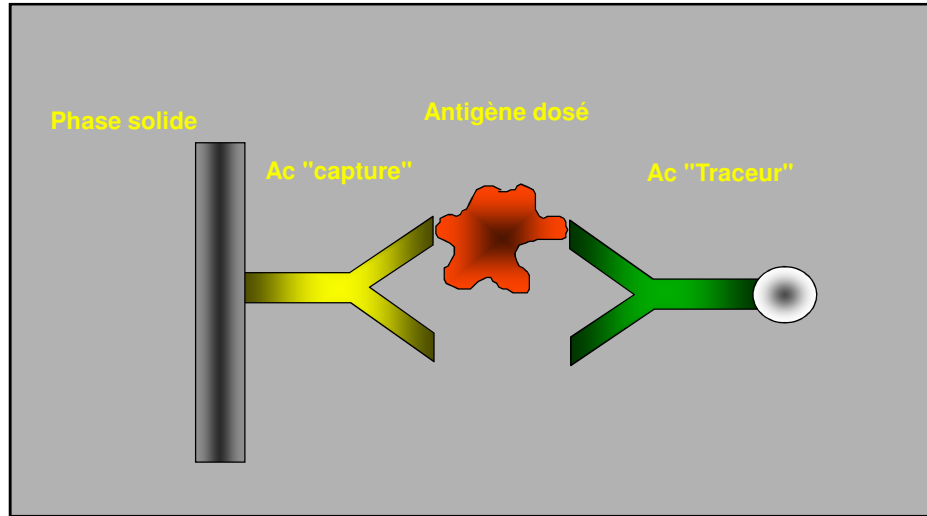 Antigène dosé
Phase solide
Ac "capture"
Ac "Traceur"